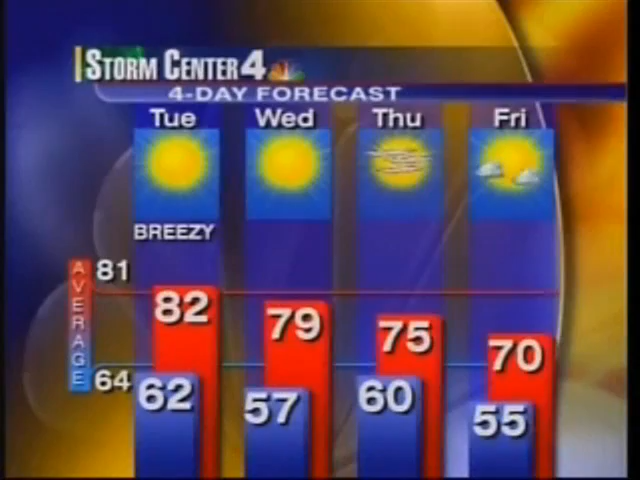 STORM CENTER 4
4-DAY FORECAST
Tue Wed Thu Fri
BREEZY
AVERAGE
81
64
82 79 75 70
62 57 60 55